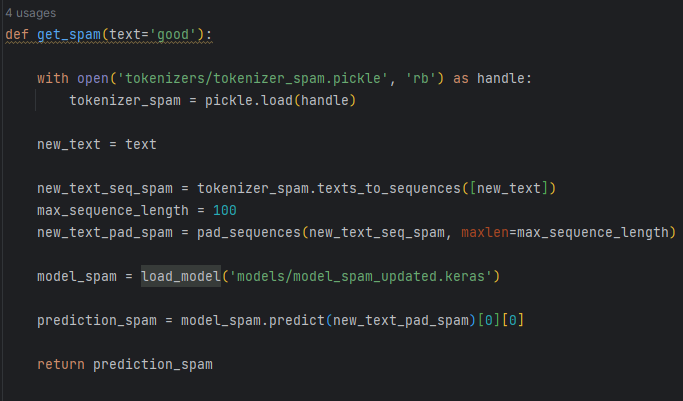 4 usages
def get_spam(text='good'):
with open('tokenizers/tokenizer_spam.pickle', 'rb') as handle:
tokenizer_spam = pickle.load(handle)
new_text = text
new_text_seq_spam = tokenizer_spam.texts_to_sequences([new_text])
max_sequence_length = 100
new_text_pad_spam = pad_sequences(new_text_seq_spam, maxlen=max_sequence_length)
model_spam = load_model('models/model_spam_updated.keras')
prediction_spam = model_spam.predict(new_text_pad_spam)[0][0]
return prediction_spam